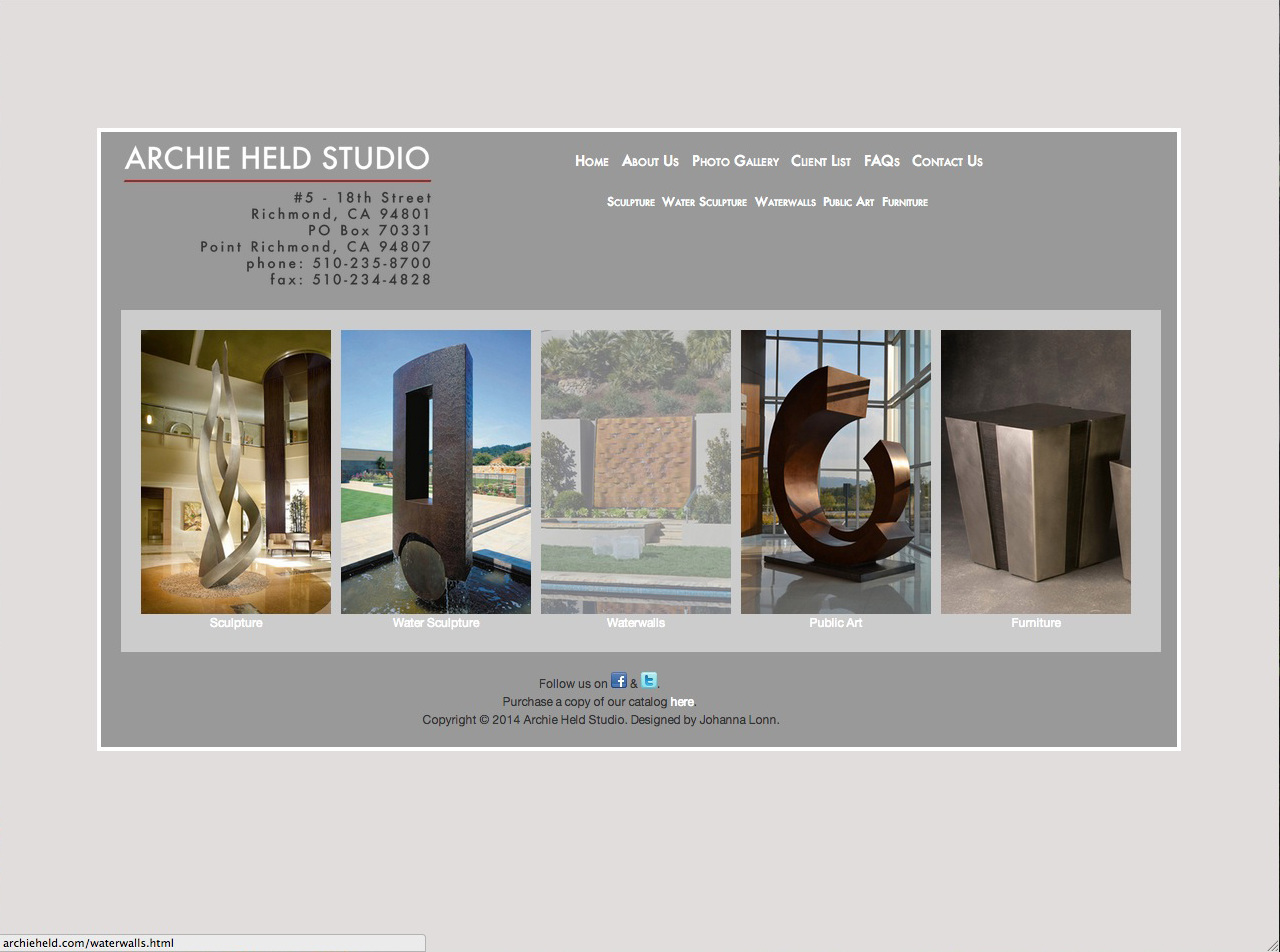 ARCHIE HELD STUDIO
#5 - 18th Street
Richmond, CA 94801
PO Box 70331
Point Richmond, CA 94807
phone: 510-235-8700
fax: 510-234-4828
Home About Us Photo Gallery Client List FAQs Contact Us
Sculpture Water Sculpture Waterwalls Public Art Furniture
Sculpture Water Sculpture Waterwalls Public Art Furniture
Follow us on f & t.
Purchase a copy of our catalog here.
Copyright © 2014 Archie Held Studio. Designed by Johanna Lonn.
archieheld.com/waterwalls.html